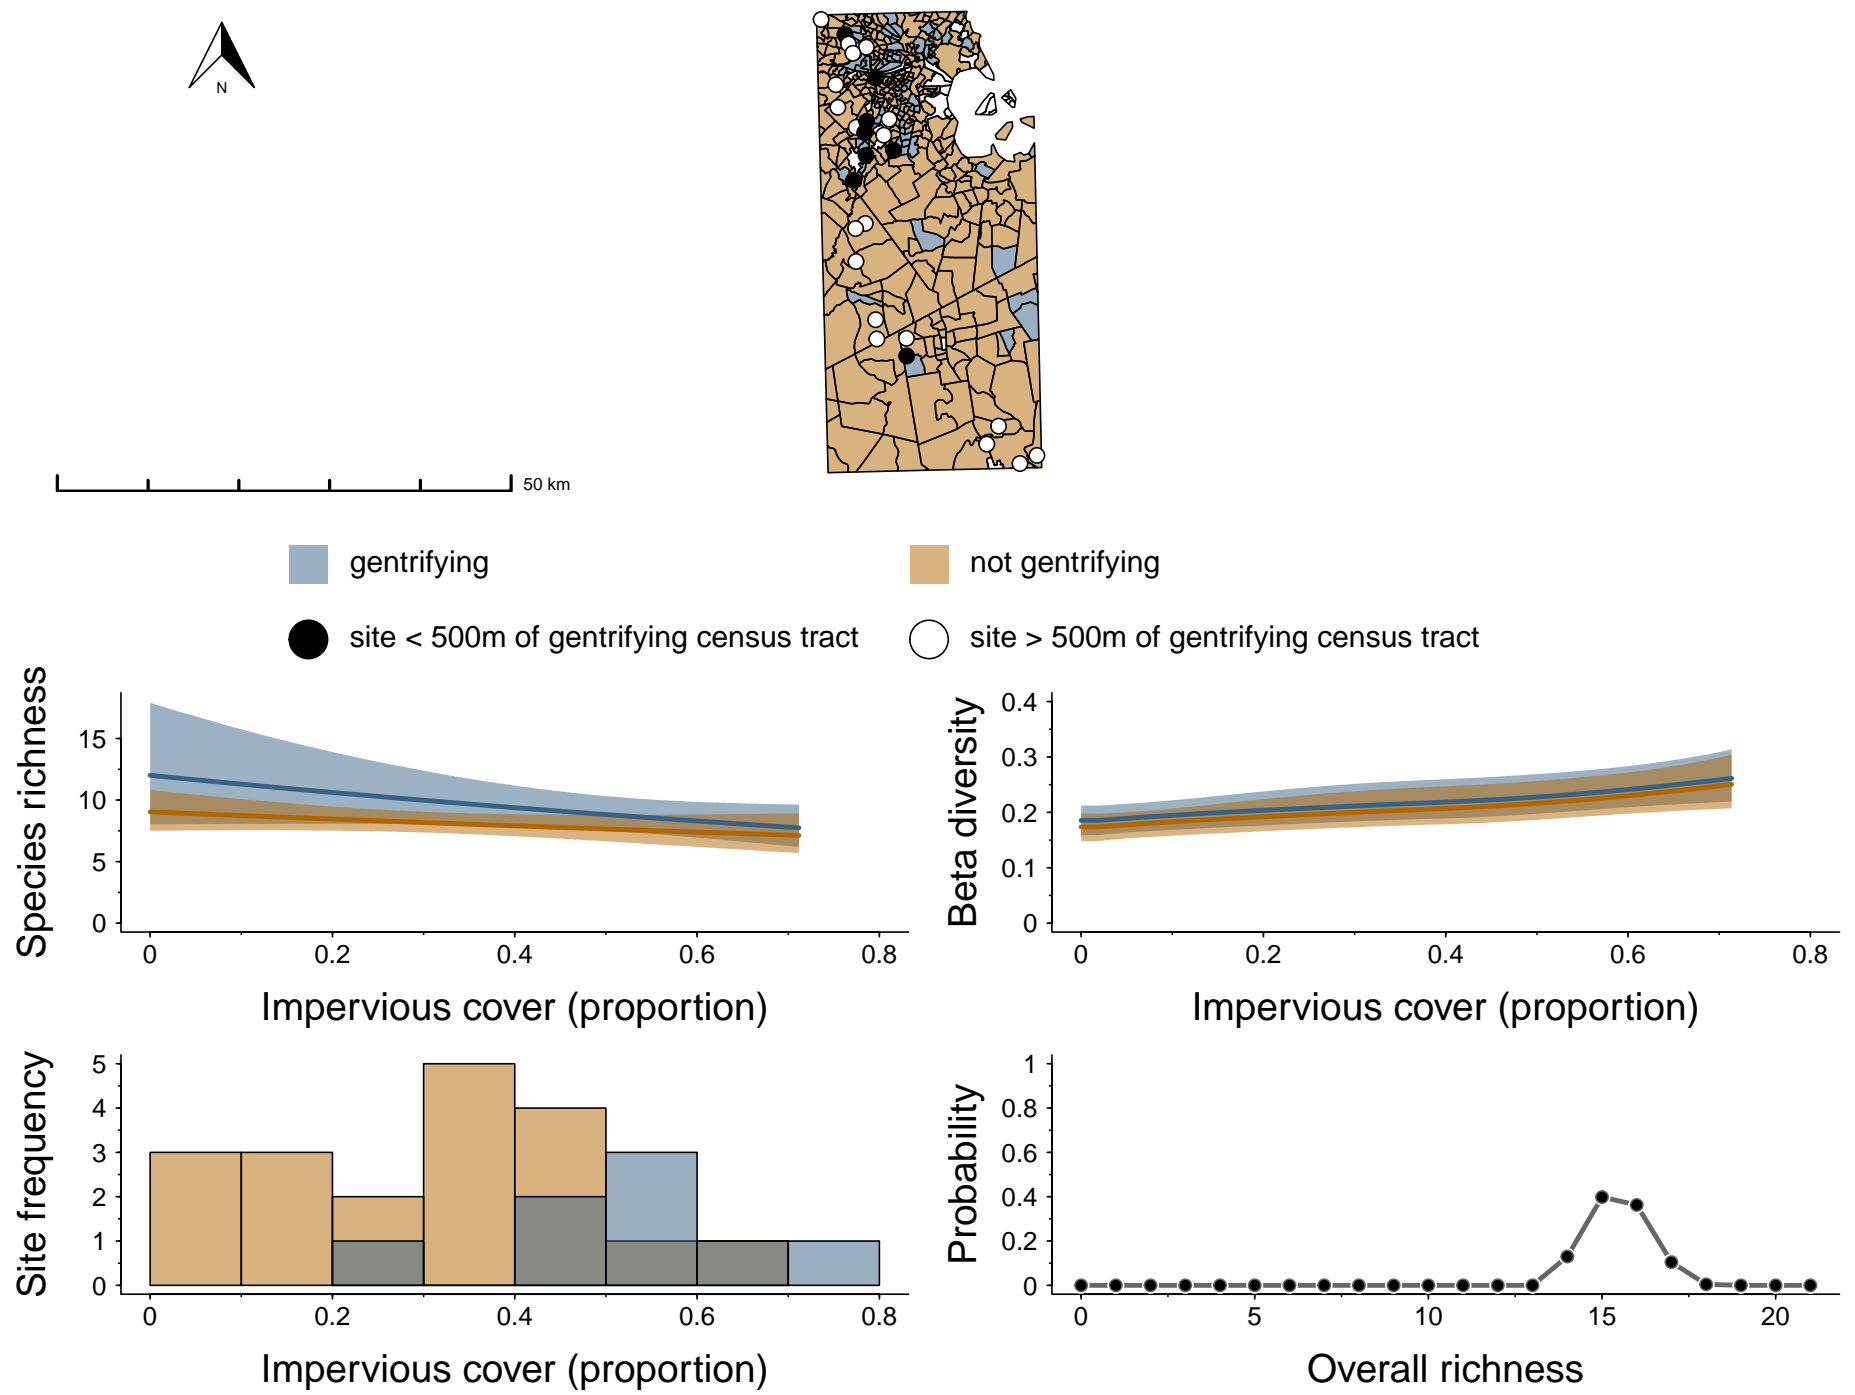 N
50 km
gentrifying
not gentrifying
site < 500m of gentrifying census tract
site > 500m of gentrifying census tract
Species richness
15
10
5
0
0 0.2 0.4 0.6 0.8
Impervious cover (proportion)
Beta diversity
0.4
0.3
0.2
0.1
0
0 0.2 0.4 0.6 0.8
Impervious cover (proportion)
Site frequency
5
4
3
2
1
0
0 0.2 0.4 0.6 0.8
Impervious cover (proportion)
Probability
1
0.8
0.6
0.4
0.2
0
0 5 10 15 20
Overall richness